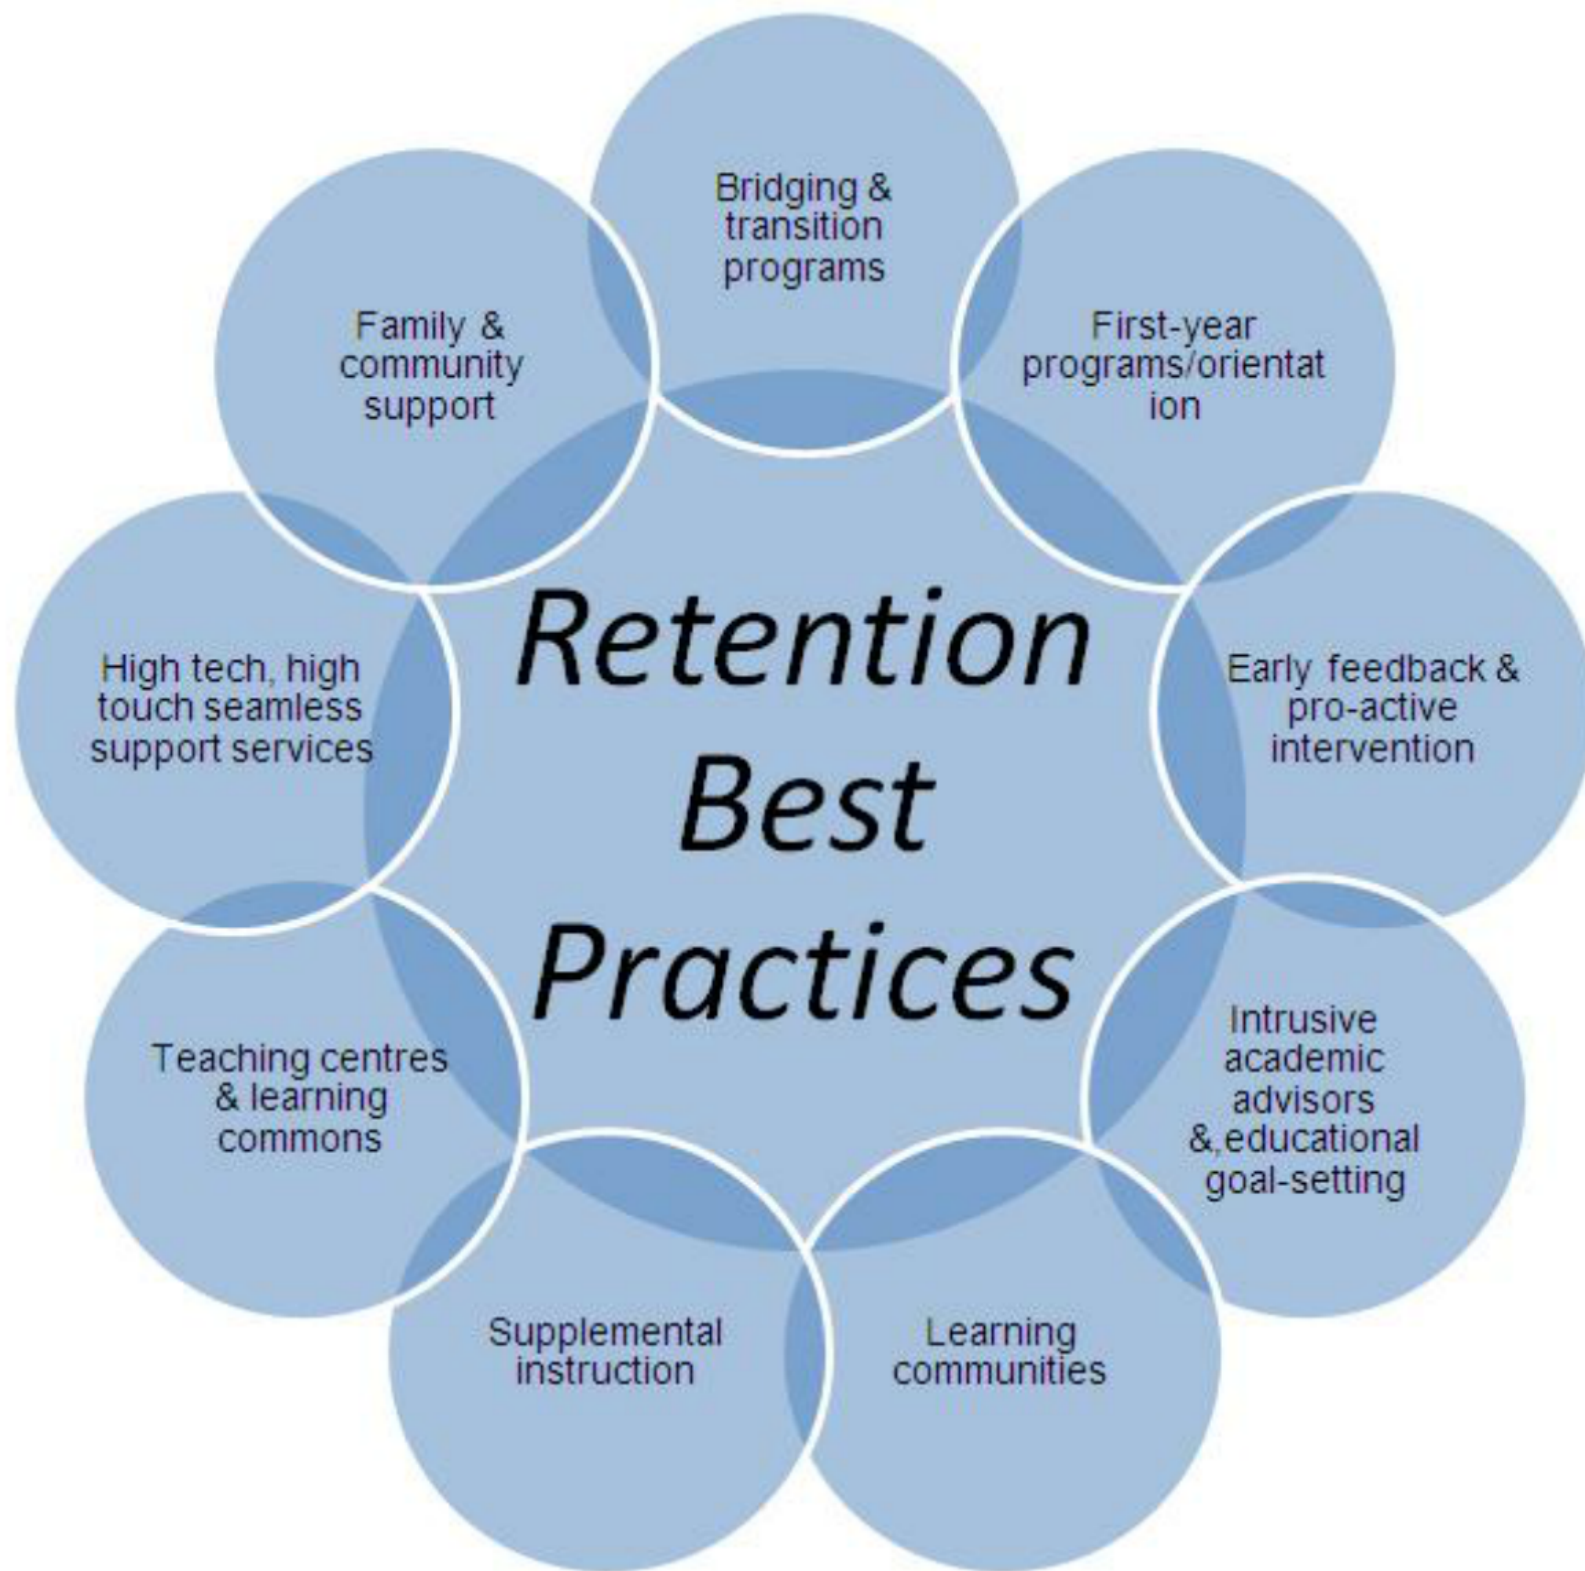 Bridging &
transition
programs
First-year
programs/orientat
ion
Early feedback &
pro-active
intervention
Intrusive
academic
advisors
&,educational
goal-setting
Learning
communities
Supplemental
instruction
Teaching centres
& learning
commons
High tech, high
touch seamless
support services
Family &
community
support
Retention
Best
Practices